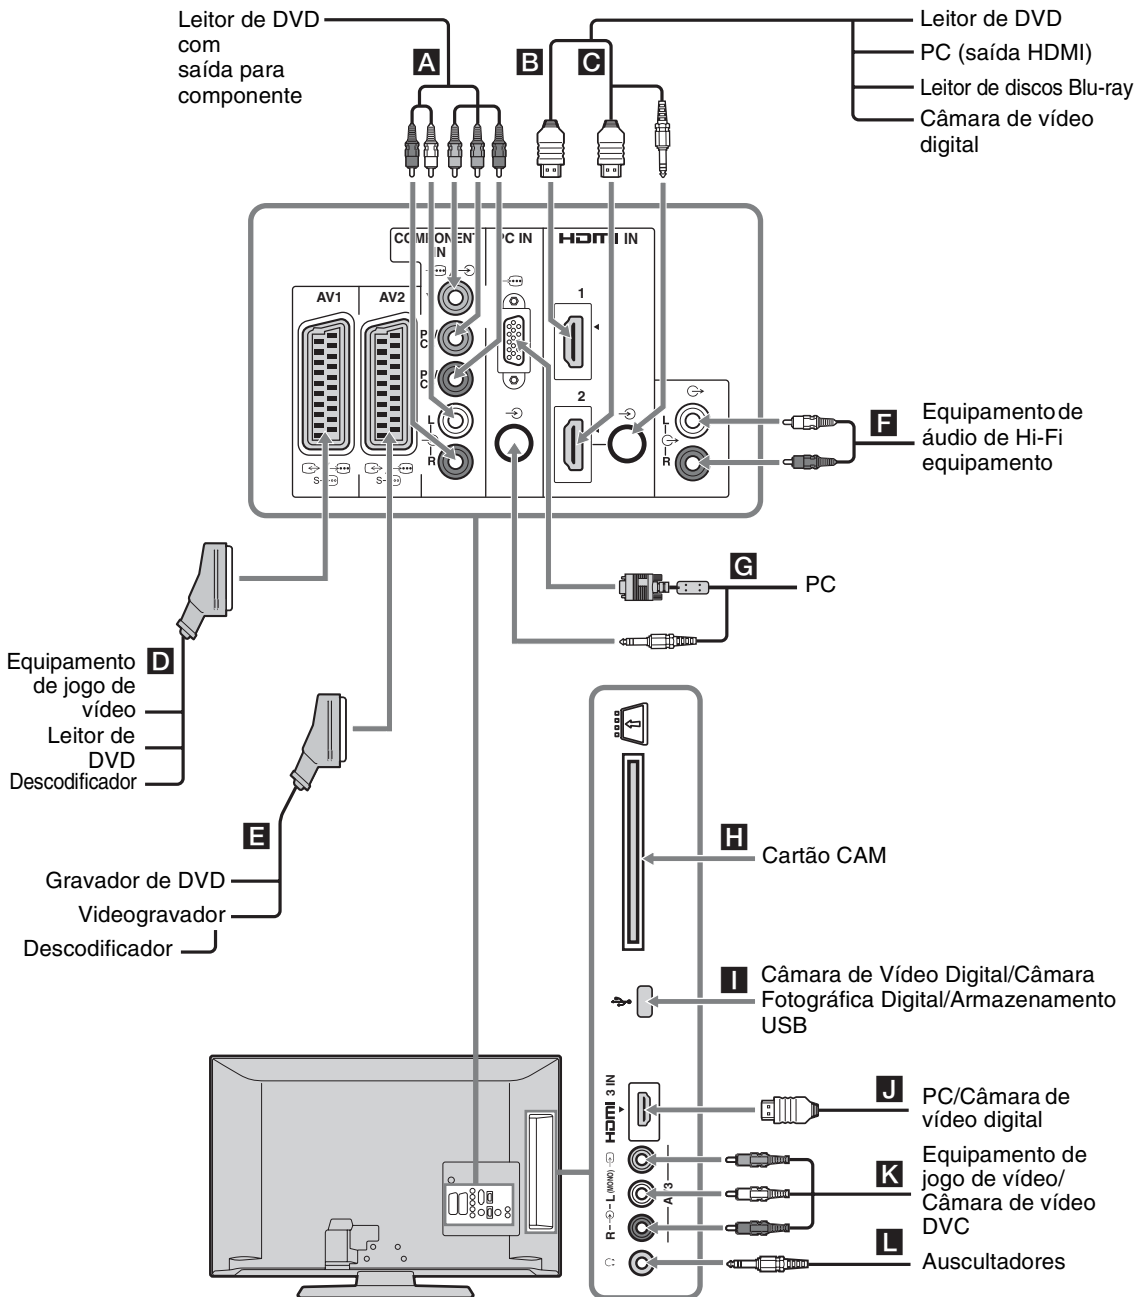 Leitor de DVD
com
saída para
componente
A
B
C
Leitor de DVD
PC (saída HDMI)
Leitor de discos Blu-ray
Câmara de vídeo
digital
COMPONENT
IN
PC IN
HDMI IN
AV1
AV2
Y
1
2
L
R
L
R
S
S
F
Equipamento de
áudio de Hi-Fi
equipamento
G
PC
D
Equipamento
de jogo de
vídeo
Leitor de
DVD
Descodificador
E
Gravador de DVD
Videogravador
Descodificador
H
Cartão CAM
I
Câmara de Vídeo Digital/Câmara
Fotográfica Digital/Armazenamento
USB
HDMI 3 IN
J
PC/Câmara de
vídeo digital
R L (MONO)
AV3
K
Equipamento de
jogo de vídeo/
Câmara de vídeo
DVC
L
Auscultadores